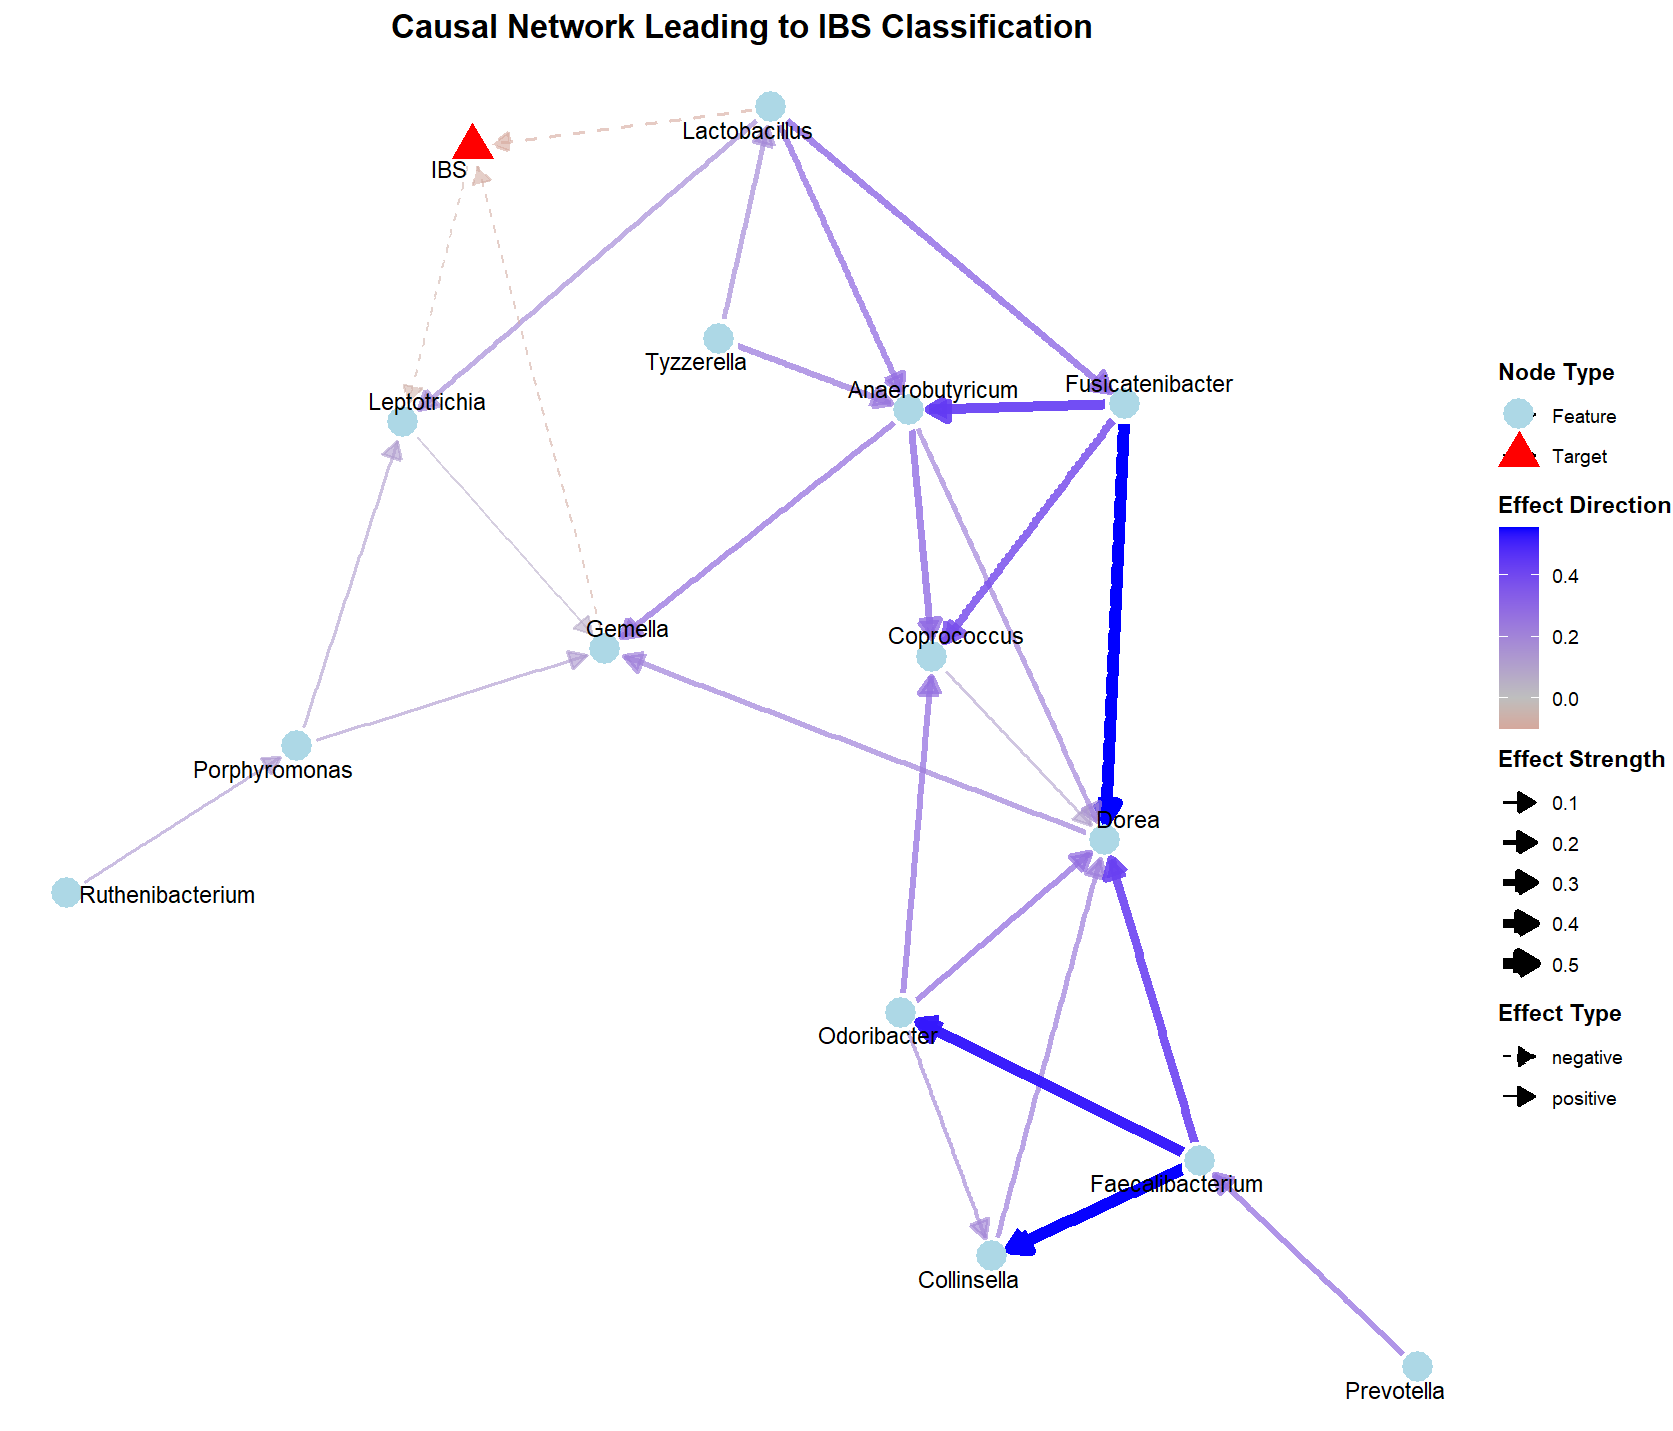 Causal Network Leading to IBS Classification
Lactobacillus
IBS
Tyzzerella
Anaerobutyricum
Fusicatenibacter
Leptotrichia
Gemella
Coprococcus
Porphyromonas
Dorea
Ruthenibacterium
Odoribacter
Faecalibacterium
Collinsella
Prevotella
Node Type
Feature
Target
Effect Direction
0.4
0.2
0.0
Effect Strength
0.1
0.2
0.3
0.4
0.5
Effect Type
negative
positive